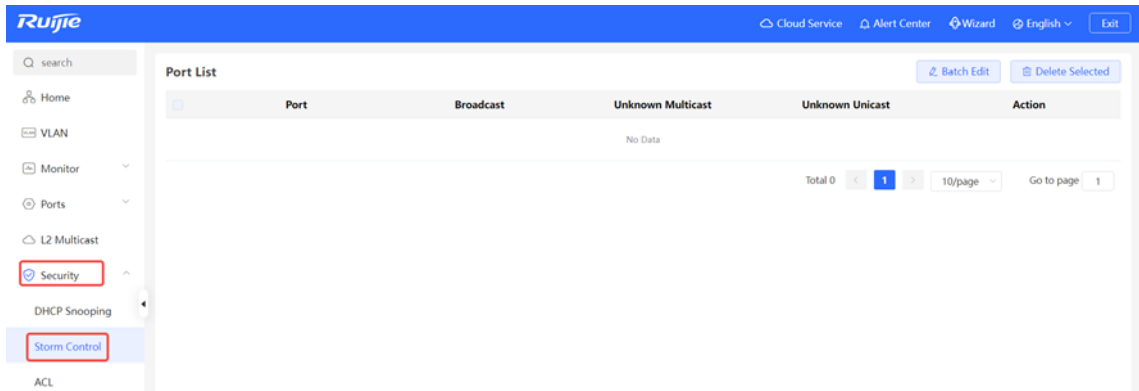 Ruijie
Cloud Service Alert Center Wizard English Exit
search
Home
VLAN
Monitor
Ports
L2 Multicast
Security
DHCP Snooping
Storm Control
ACL
Port List Batch Edit Delete Selected
Port Broadcast Unknown Multicast Unknown Unicast Action
No Data
Total 0 < 1 > 10/page Go to page 1